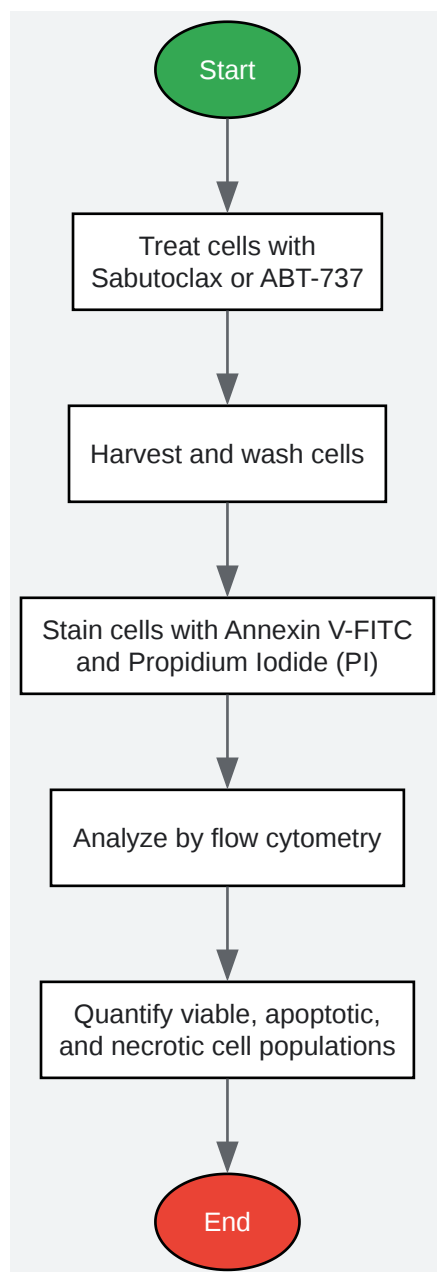 Start
Treat cells with
Sabutoclax or ABT-737
Harvest and wash cells
Stain cells with Annexin V-FITC
and Propidium Iodide (PI)
Analyze by flow cytometry
Quantify viable, apoptotic,
and necrotic cell populations
End